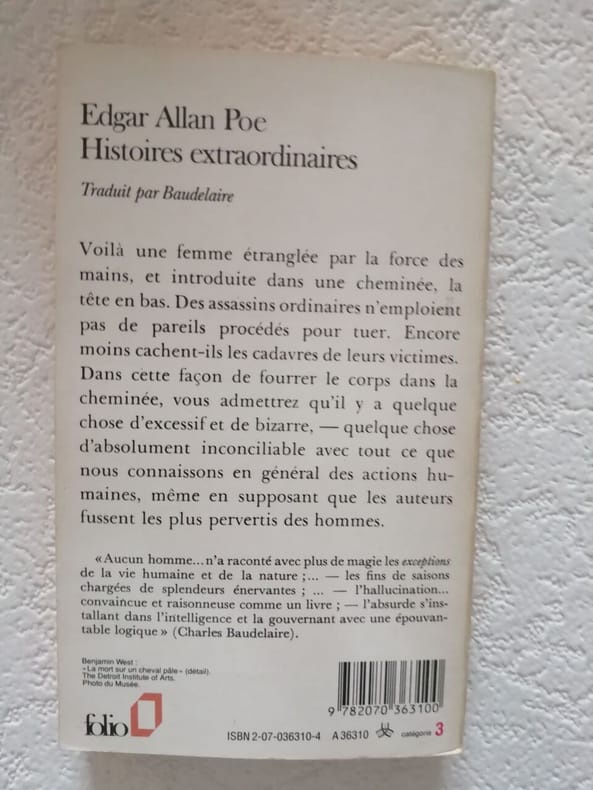 Edgar Allan Poe
Histoires extraordinaires
Traduit par Baudelaire
Voilà une femme étranglée par la force des
mains, et introduite dans une cheminée, la
tête en bas. Des assassins ordinaires n'emploient
pas de pareils procédés pour tuer. Encore
moins cachent-ils les cadavres de leurs victimes.
Dans cette façon de fourrer le corps dans la
cheminée, vous admettrez qu'il y a quelque
chose d'excessif et de bizarre, — quelque chose
d'absolument inconciliable avec tout ce que
nous connaissons en général des actions hu-
maines, même en supposant que les auteurs
fussent les plus pervertis des hommes.
« Aucun homme... n'a raconté avec plus de magie les exceptions
de la vie humaine et de la nature ;... — les fins de saisons
chargées de splendeurs énervantes ; ... — l'hallucination...
convaincue et raisonneuse comme un livre ; — l'absurde s'ins-
tallant dans l'intelligence et la gouvernant avec une épouvan-
table logique » (Charles Baudelaire).
Benjamin West :
« La mort sur un cheval pâle » (détail).
The Detroit Institute of Arts.
Photo du Musée.
folio
9 782070 363100
ISBN 2-07-036310-4 A 36310 catégorie 3